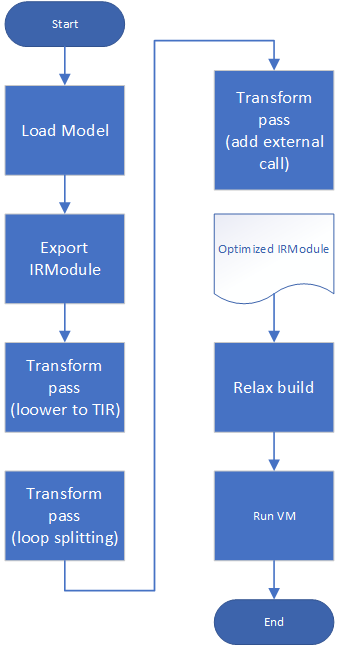 Start
Load Model
Export
IRModule
Transform
pass
(loower to TIR)
Transform
pass
(loop splitting)
Transform
pass
(add external
call)
Optimized IRModule
Relax build
Run VM
End